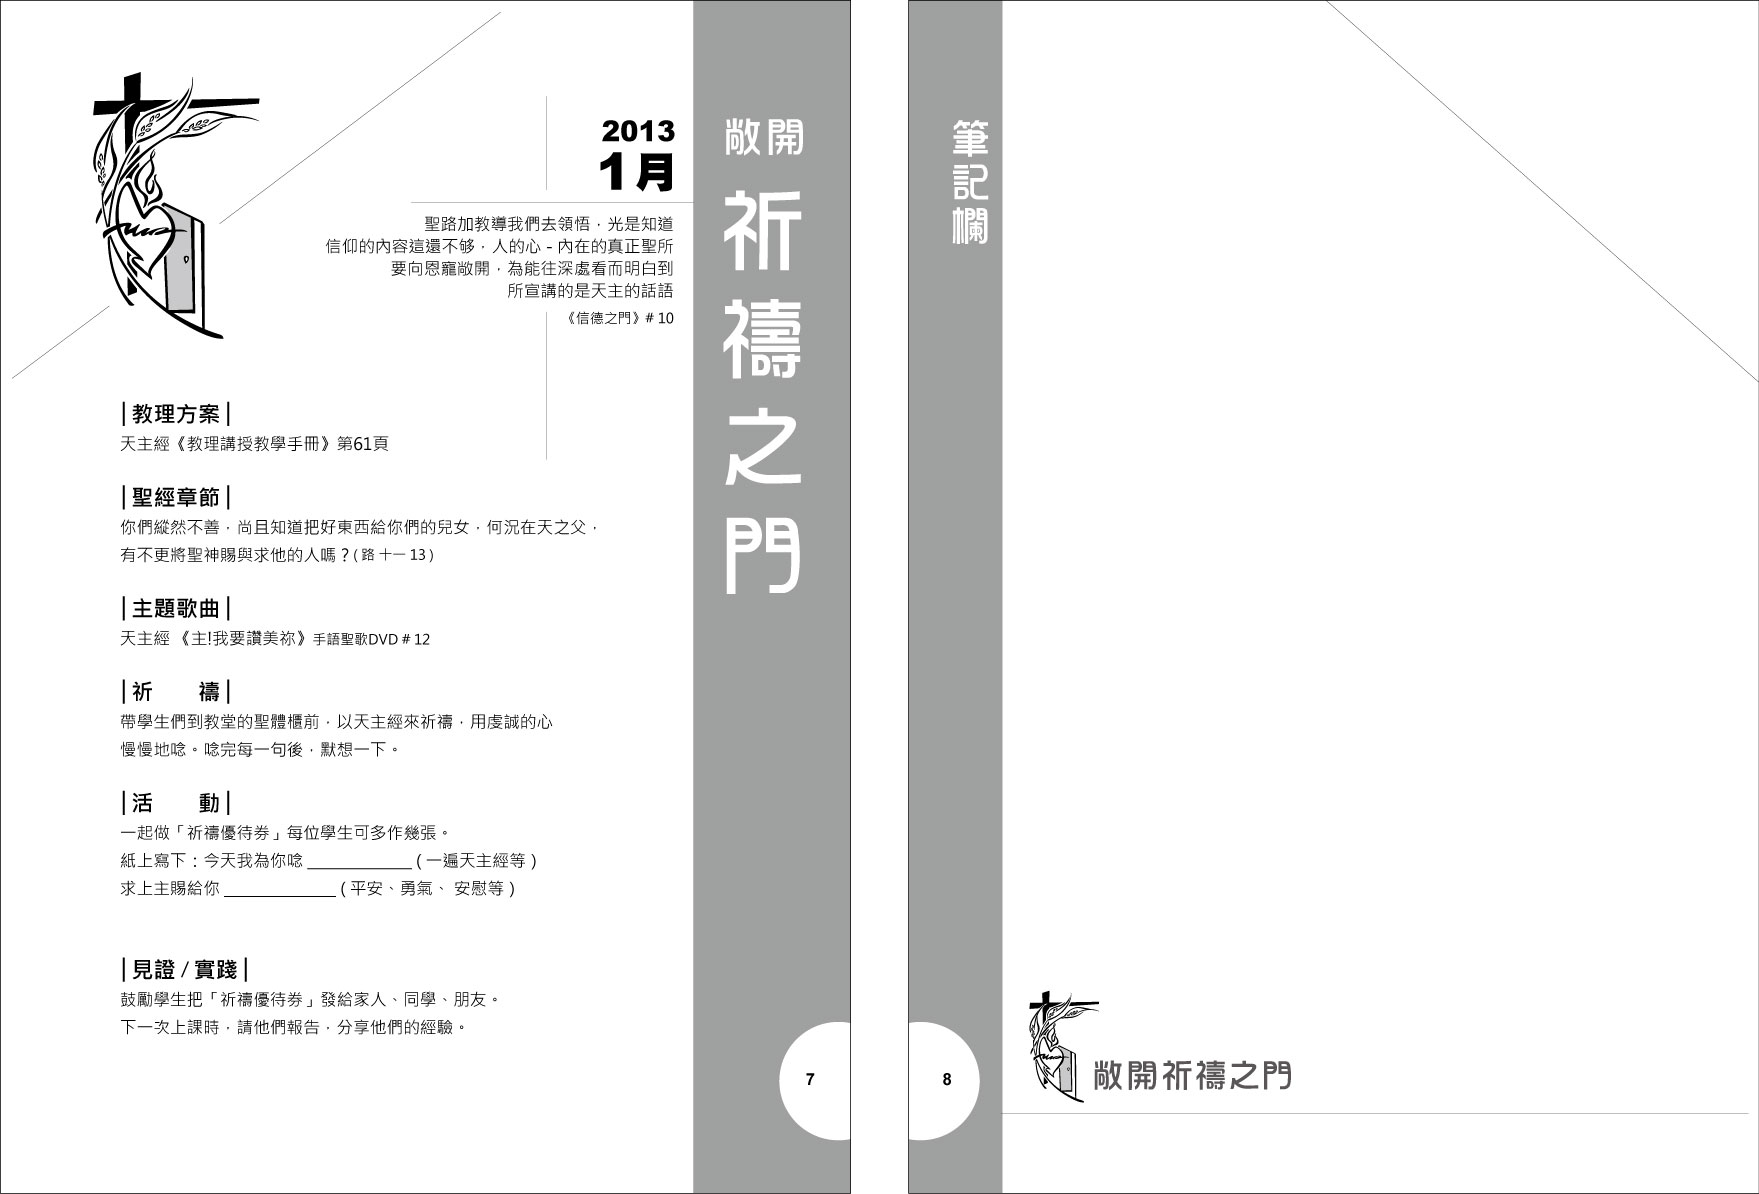 2013
1月
聖路加教導我們去領悟，光是知道
信仰的內容這還不够，人的心－內在的真正聖所
要向恩寵敞開，為能往深處看而明白到
所宣講的是天主的話語
《信德之門》# 10
|教理方案|
天主經《教理講授教學手冊》第61頁
|聖經章節|
你們縱然不善，尚且知道把好東西給你們的兒女，何況在天之父，
有不更將聖神賜與求他的人嗎？( 路 十一 13 )
|主題歌曲|
天主經 《主!我要讚美祢》手語聖歌DVD # 12
|祈　　禱|
帶學生們到教堂的聖體櫃前，以天主經來祈禱，用虔誠的心
慢慢地唸。唸完每一句後，默想一下。
|活　　動|
一起做「祈禱優待券」每位學生可多作幾張。
紙上寫下：今天我為你唸 ____________ ( 一遍天主經等 )
求上主賜給你 _____________ ( 平安、勇氣、 安慰等 )
|見證 / 實踐|
鼓勵學生把「祈禱優待券」發給家人、同學、朋友。
下一次上課時，請他們報告，分享他們的經驗。
敞開
祈禱之門
7
筆記欄
8
敞開祈禱之門